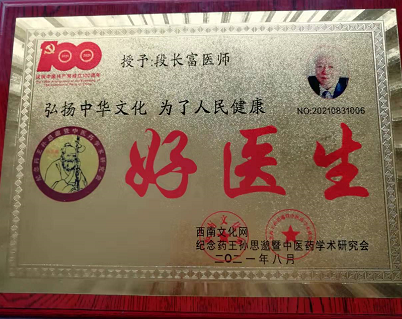 100
授予:段长富医师
弘扬中华文化 为了人民健康
NO:20210831006
好医生
西南文化网
纪念药王孙思邈暨中医药学术研究会
二〇二一年八月